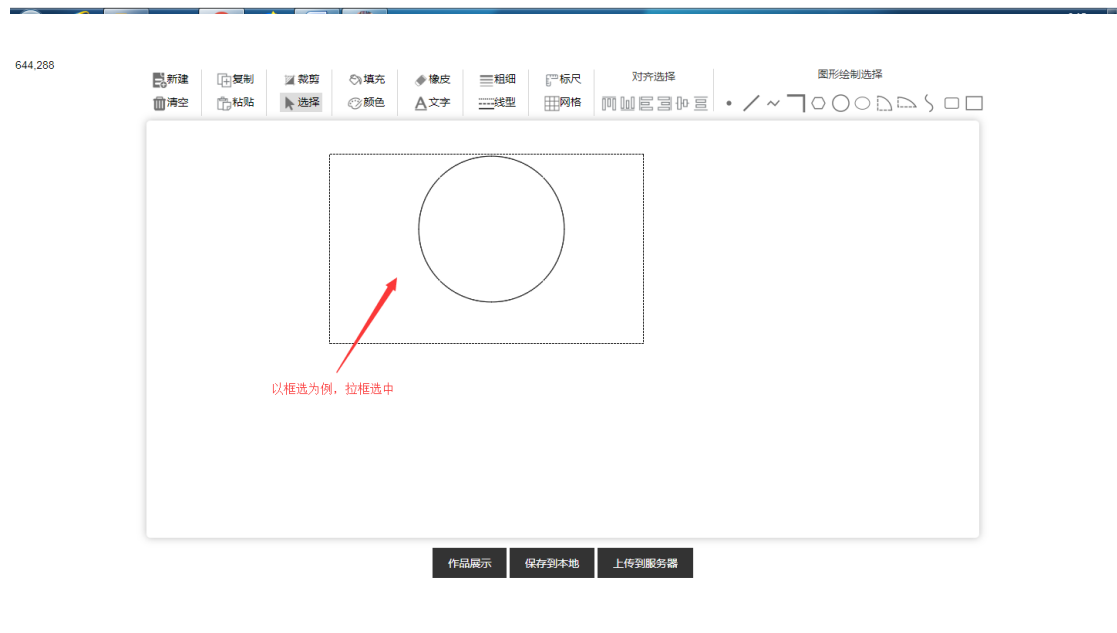 644,288
新建 复制 裁剪 填充 橡皮 粗细 标尺 对齐选择 图形绘制选择
清空 粘贴 选择 颜色 文字 线型 网格
以框选为例，拉框选中
作品展示 保存到本地 上传到服务器